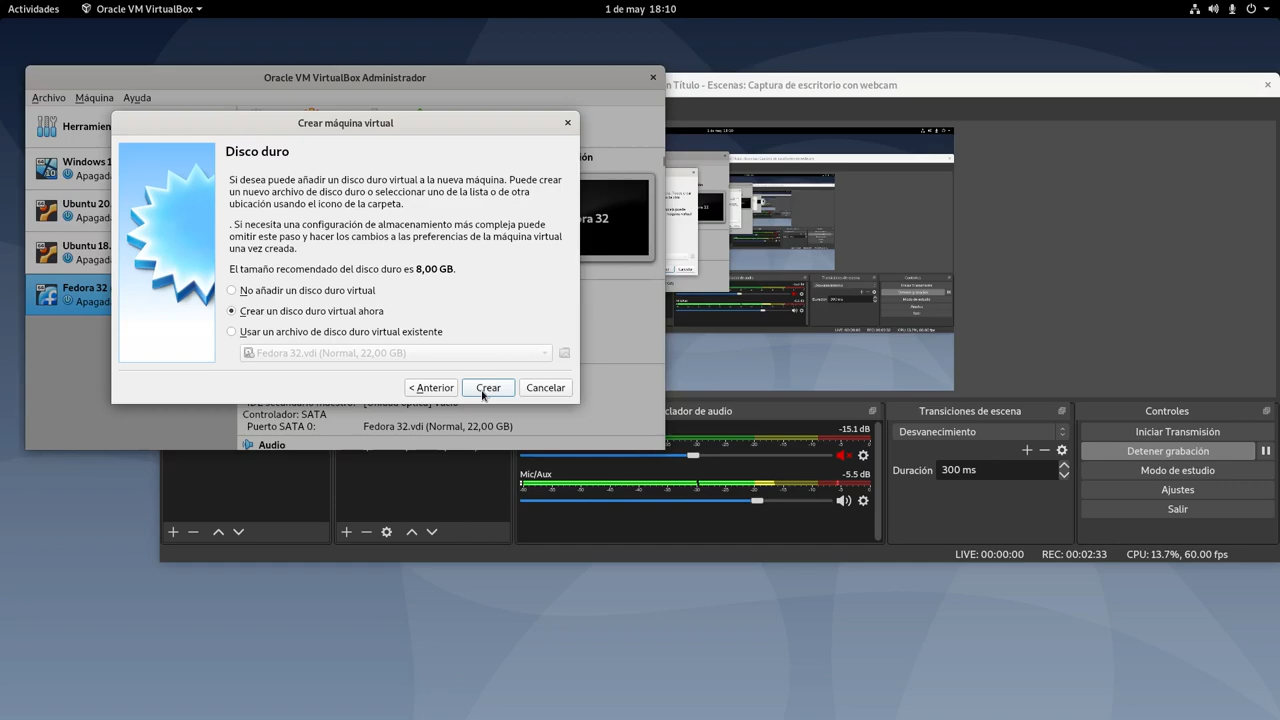 Actividades
Oracle VM VirtualBox
1 de may 18:10
Oracle VM VirtualBox Administrador
Título - Escenas: Captura de escritorio con webcam
Archivo Máquina Ayuda
Crear máquina virtual
Herramien
Windows 1
Apagad
Ubuntu 20
Apagad
Ubuntu 18.
Apagad
Fedora 32
Apagad
Disco duro
Si desea puede añadir un disco duro virtual a la nueva máquina. Puede crear
un nuevo archivo de disco duro o seleccionar uno de la lista o de otra
ubicación usando el icono de la carpeta.
. Si necesita una configuración de almacenamiento más compleja puede
omitir este paso y hacer los cambios a las preferencias de la máquina virtual
una vez creada.
El tamaño recomendado del disco duro es 8,00 GB.
No añadir un disco duro virtual
Crear un disco duro virtual ahora
Usar un archivo de disco duro virtual existente
Fedora 32.vdi (Normal, 22,00 GB)
< Anterior
Crear
Cancelar
ión
ra 32
Controlador: SATA
Puerto SATA 0: Fedora 32.vdi (Normal, 22,00 GB)
Audio
clador de audio
-15.1 dB
Mic/Aux
-5.5 dB
Transiciones de escena
Desvanecimiento
Duración 300 ms
Controles
Iniciar Transmisión
Detener grabación
Modo de estudio
Ajustes
Salir
LIVE: 00:00:00
REC: 00:02:33
CPU: 13.7%, 60.00 fps